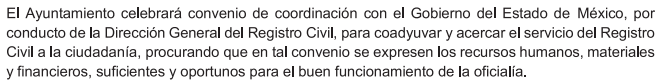 El Ayuntamiento celebrará convenio de coordinación con el Gobierno del Estado de México, por
conducto de la Dirección General del Registro Civil, para coadyuvar y acercar el servicio del Registro
Civil a la ciudadanía, procurando que en tal convenio se expresen los recursos humanos, materiales
y financieros, suficientes y oportunos para el buen funcionamiento de la oficialía.